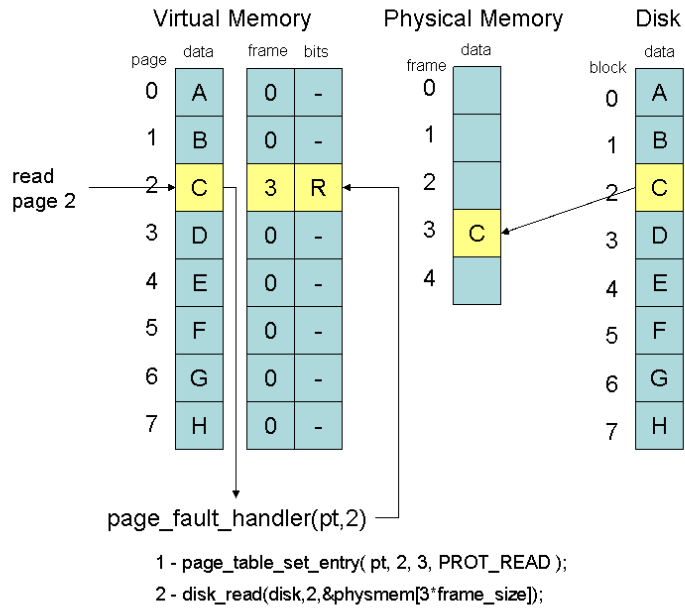 Virtual Memory Physical Memory Disk
page data frame bits frame data block data
0 A 0 - 0 0 A
1 B 0 - 1 1 B
read page 2 2 C 3 R 2 2 C
3 D 0 - 3 C 3 D
4 E 0 - 4 4 E
5 F 0 - 5 F
6 G 0 - 6 G
7 H 0 - 7 H
page_fault_handler(pt,2)
1 - page_table_set_entry( pt, 2, 3, PROT_READ );
2 - disk_read(disk,2,&physmem[3*frame_size]);